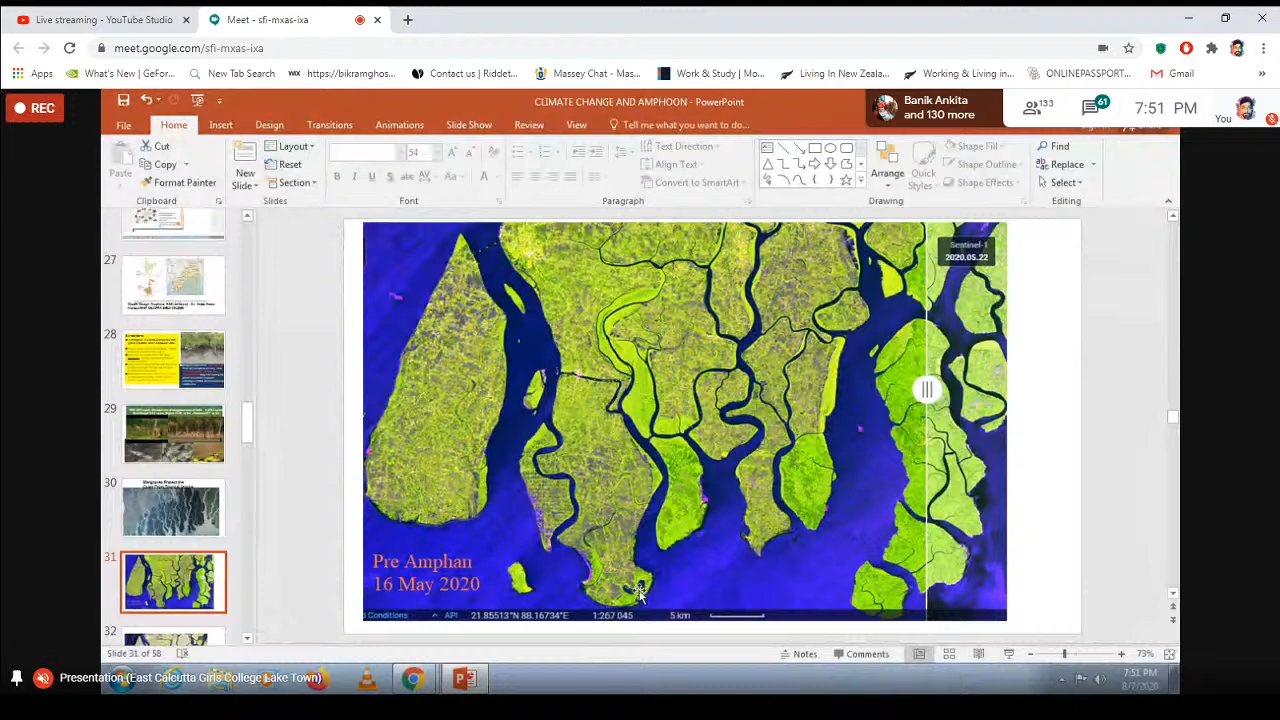 Live streaming - YouTube Studio
Meet - sfi-mxas-ixa
meet.google.com/sfi-mxas-ixa
Apps
What's New | GeFor...
New Tab Search
https://bikramghos...
Contact us | Riddet...
Massey Chat - Mas...
Work & Study | Mo...
Living In New Zeala...
Working & Living in...
ONLINEPASSPORT...
Gmail
REC
CLIMATE CHANGE AND AMPHOON - PowerPoint
Banik Ankita
and 130 more
133
61
7:51 PM
You
File
Home
Insert
Design
Transitions
Animations
Slide Show
Review
View
Tell me what you want to do...
Paste
Cut
Copy
Format Painter
Clipboard
New
Slide
Layout
Reset
Section
Slides
54
Font
Text Direction
Align Text
Convert to SmartArt
Paragraph
Arrange
Quick
Styles
Shape Fill
Shape Outline
Shape Effects
Drawing
Find
Replace
Select
Editing
27
28
29
30
31
32
Sentinel-1
2020.05.22
Pre Amphan
16 May 2020
d Conditions
API
21.85513°N 88.16734°E
1:267 045
5 km
Slide 31 of 58
Notes
Comments
73%
Presentation (East Calcutta Girls College Lake Town)
7:51 PM
8/7/2020